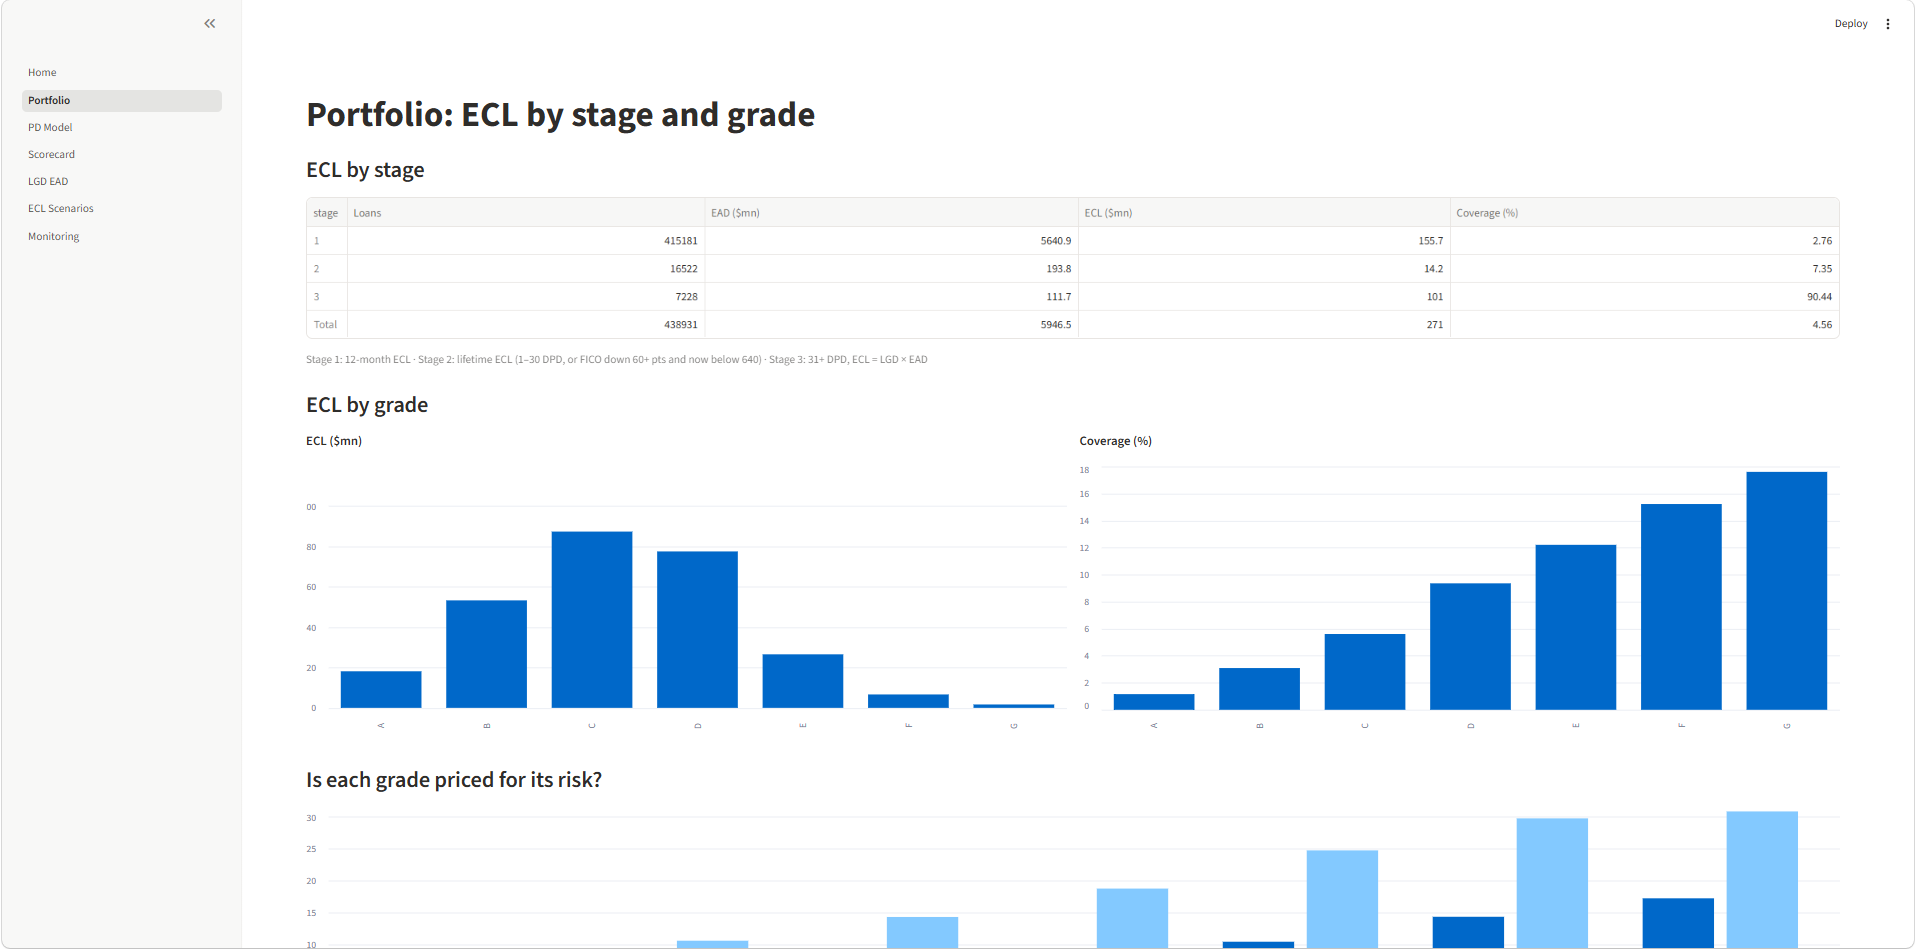 Deploy
Home
Portfolio
PD Model
Scorecard
LGD EAD
ECL Scenarios
Monitoring
Portfolio: ECL by stage and grade
ECL by stage
stage Loans EAD ($mn) ECL ($mn) Coverage (%)
1 415181 5640.9 155.7 2.76
2 16522 193.8 14.2 7.35
3 7228 111.7 101 90.44
Total 438931 5946.5 271 4.56
Stage 1: 12-month ECL · Stage 2: lifetime ECL (1–30 DPD, or FICO down 60+ pts and now below 640) · Stage 3: 31+ DPD, ECL = LGD × EAD
ECL by grade
ECL ($mn)
00
80
60
40
20
0
A B C D E F G
Coverage (%)
18
16
14
12
10
8
6
4
2
0
A B C D E F G
Is each grade priced for its risk?
30
25
20
15
10